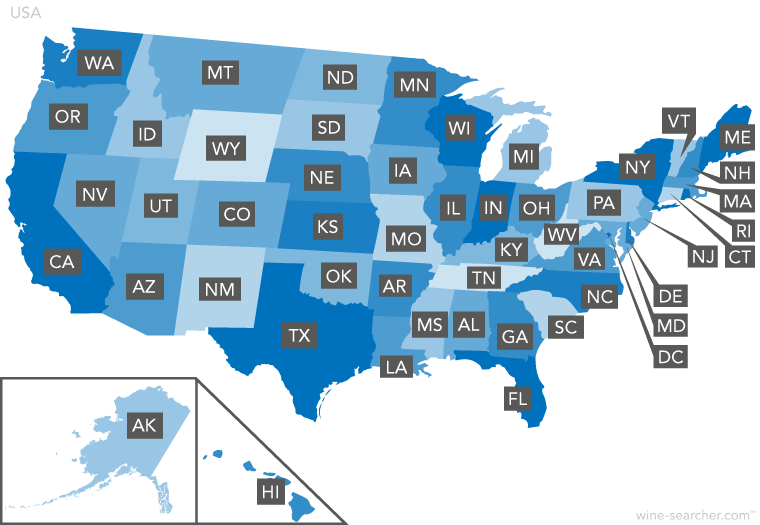 USA
WA
MT
ND
MN
VT
ME
OR
ID
SD
WI
MI
NY
NH
WY
MA
NV
UT
CO
NE
IA
IL
IN
OH
PA
RI
CT
NJ
CA
KS
MO
KY
WV
VA
AZ
NM
OK
AR
TN
NC
DE
MD
DC
TX
LA
MS
AL
GA
SC
FL
AK
HI
wine-searcher.com